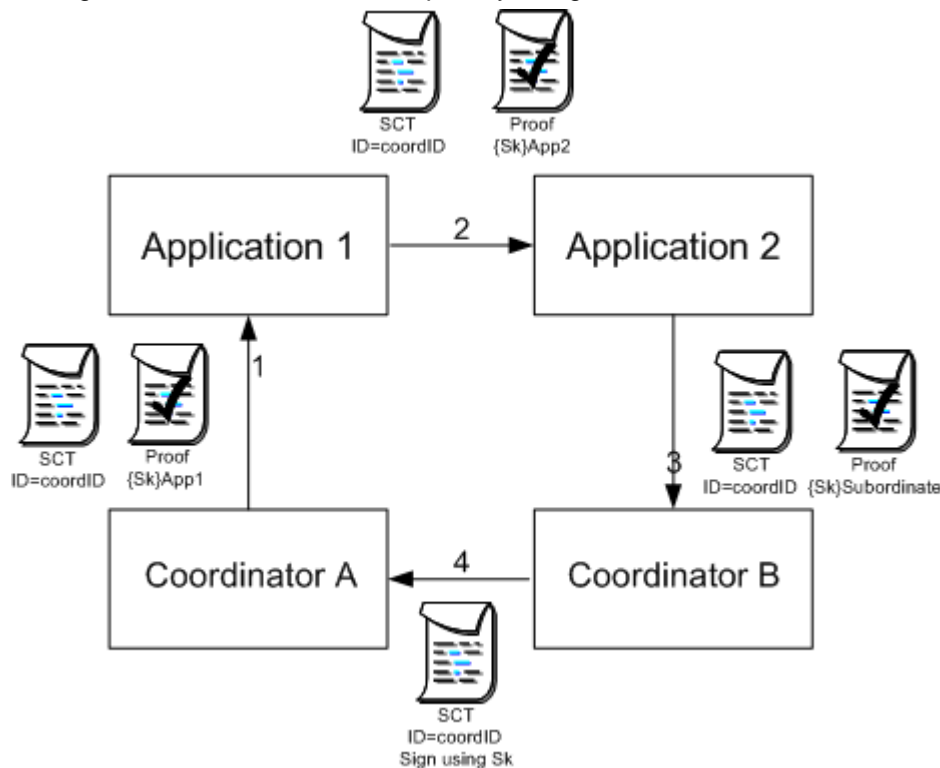 SCT
ID=coordID
Proof
{Sk}App2
Application 1
2
Application 2
1
SCT
ID=coordID
Proof
{Sk}App1
3
SCT
ID=coordID
Proof
{Sk}Subordinate
Coordinator A
4
Coordinator B
SCT
ID=coordID
Sign using Sk